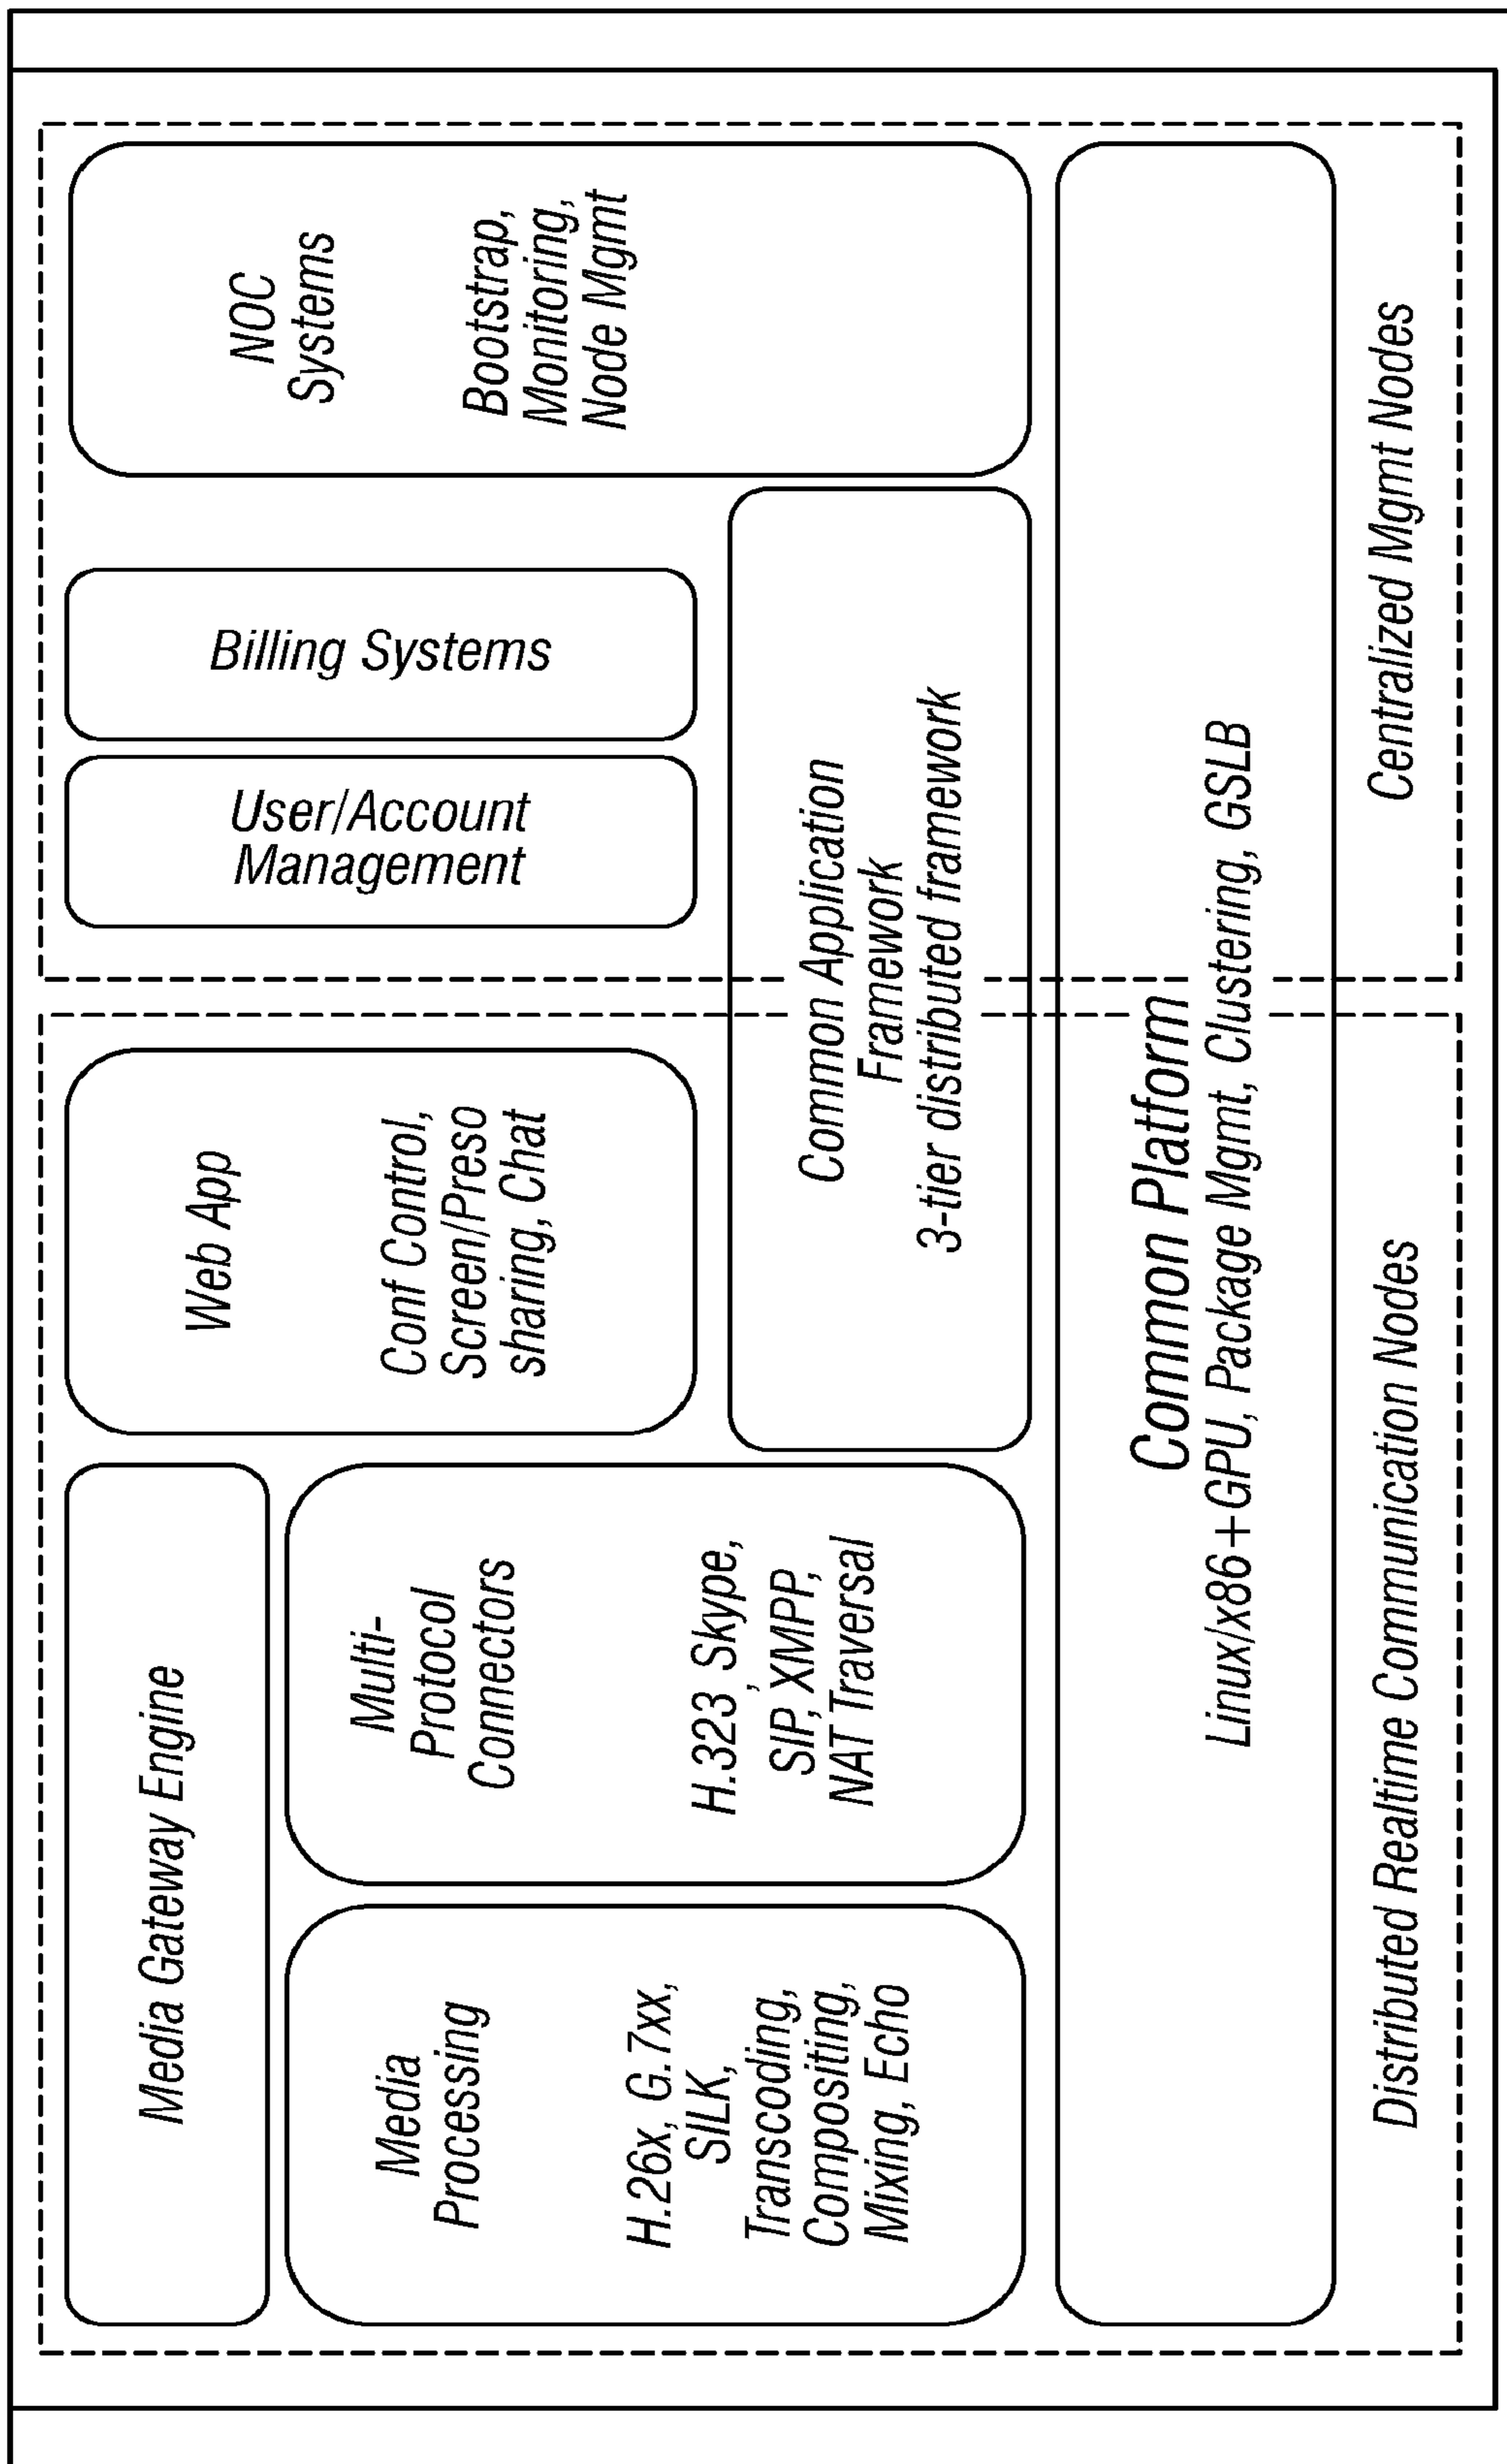 Media Gateway Engine
Media
Processing
H.26x, G.7xx,
SILK,
Transcoding,
Compositing,
Mixing, Echo
Multi-
Protocol
Connectors
H.323, Skype,
SIP, XMPP,
NAT Traversal
Web App
Conf Control,
Screen/Preso
sharing, Chat
User/Account
Management
Billing Systems
NOC
Systems
Bootstrap,
Monitoring,
Node Mgmt
Common Application
Framework
3-tier distributed framework
Common Platform
Linux/x86+GPU, Package Mgmt, Clustering, GSLB
Distributed Realtime Communication Nodes
Centralized Mgmt Nodes